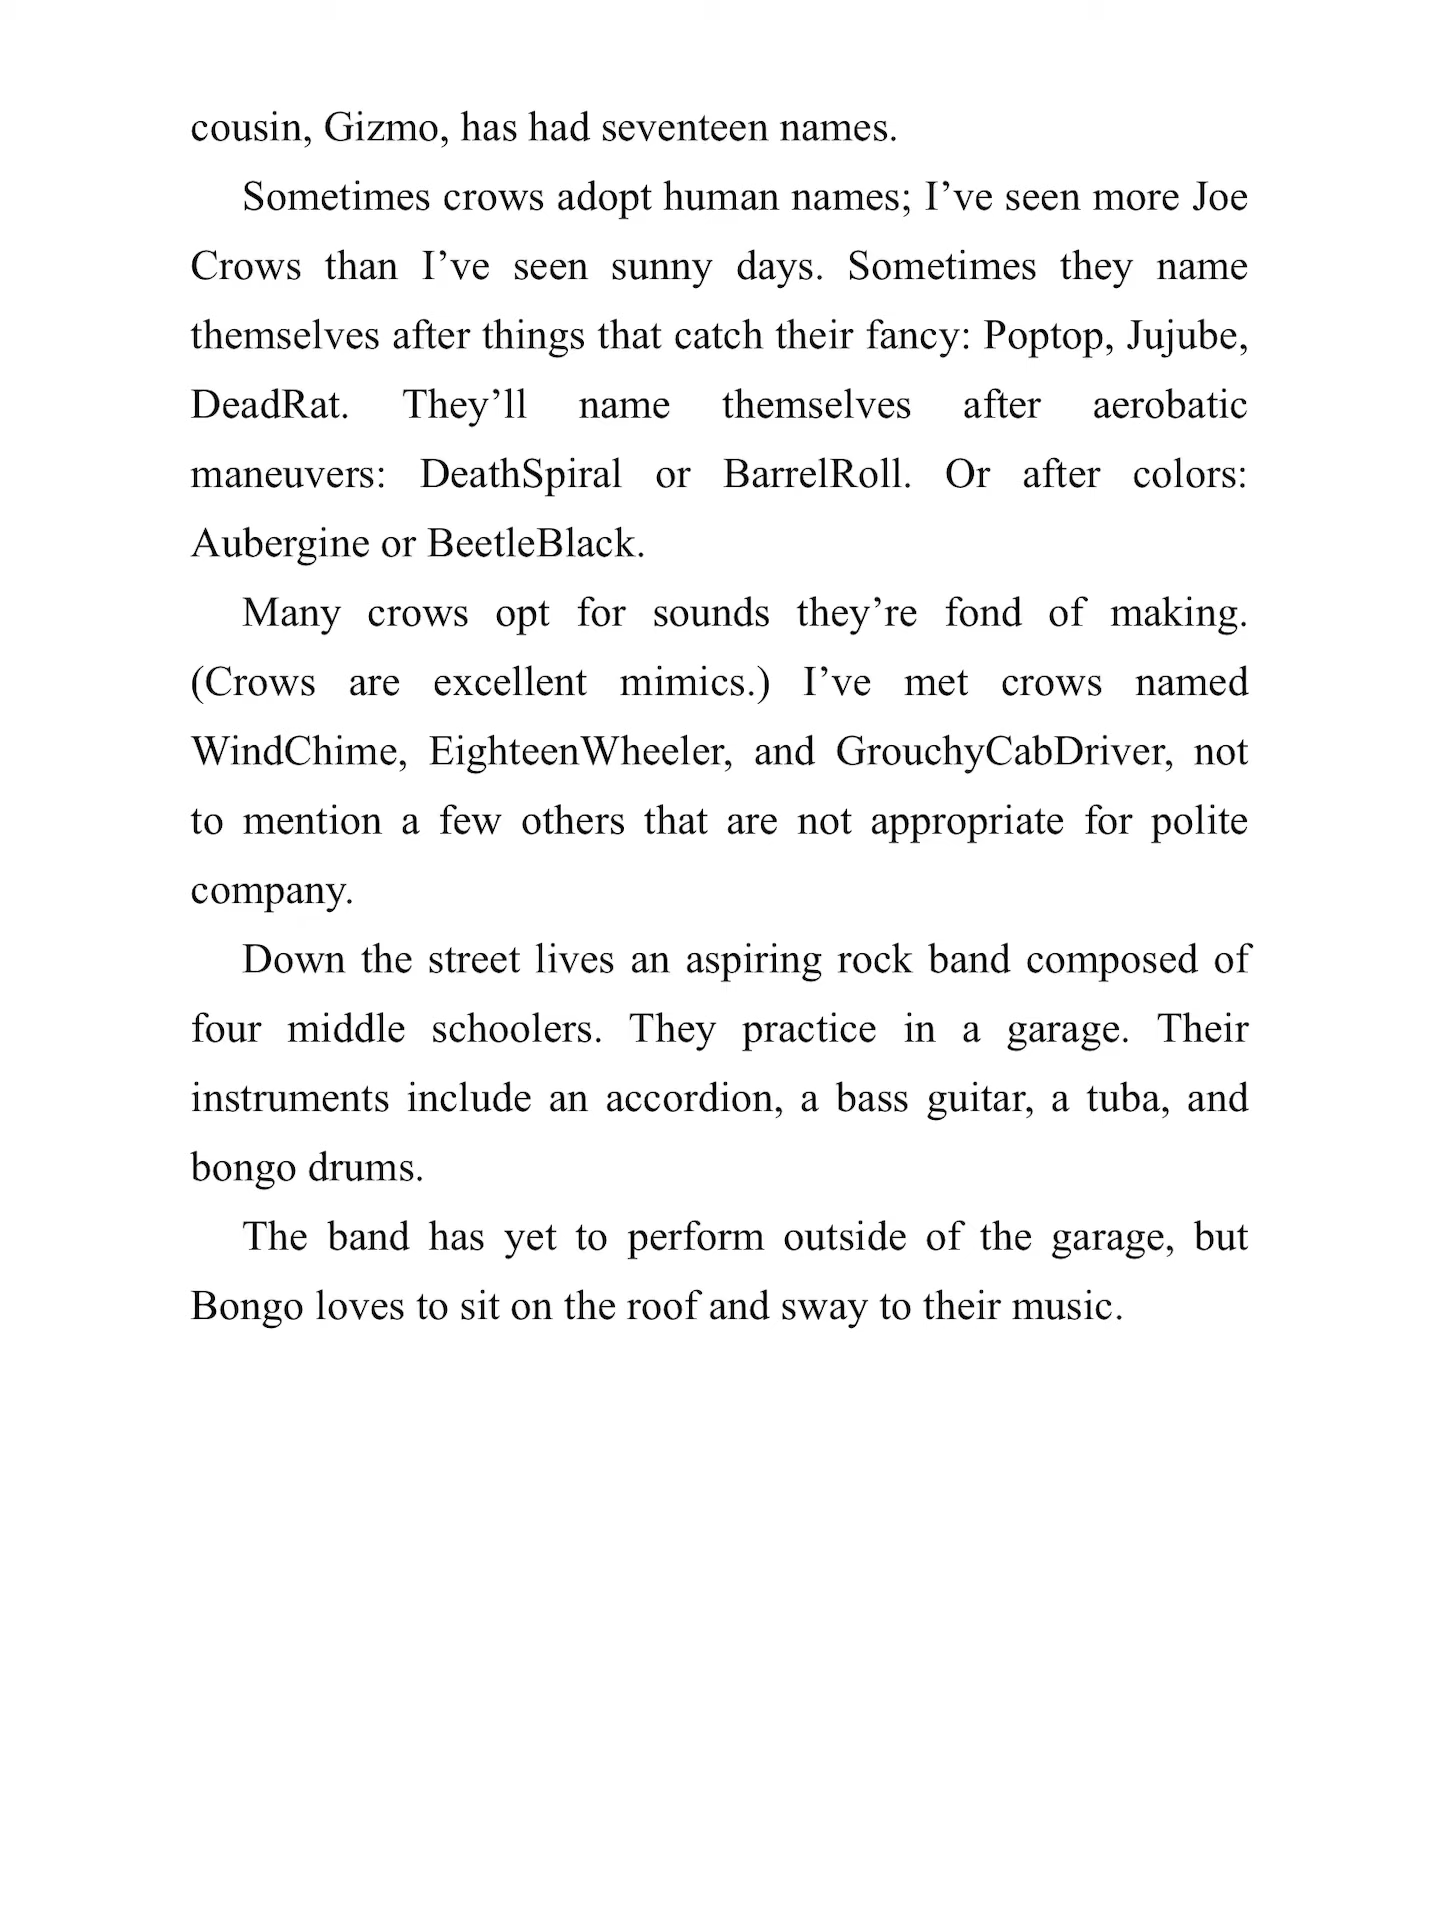 cousin, Gizmo, has had seventeen names.
Sometimes crows adopt human names; I’ve seen more Joe
Crows than I’ve seen sunny days. Sometimes they name
themselves after things that catch their fancy: Poptop, Jujube,
DeadRat. They’ll name themselves after aerobatic
maneuvers: DeathSpiral or BarrelRoll. Or after colors:
Aubergine or BeetleBlack.
Many crows opt for sounds they’re fond of making.
(Crows are excellent mimics.) I’ve met crows named
WindChime, EighteenWheeler, and GrouchyCabDriver, not
to mention a few others that are not appropriate for polite
company.
Down the street lives an aspiring rock band composed of
four middle schoolers. They practice in a garage. Their
instruments include an accordion, a bass guitar, a tuba, and
bongo drums.
The band has yet to perform outside of the garage, but
Bongo loves to sit on the roof and sway to their music.